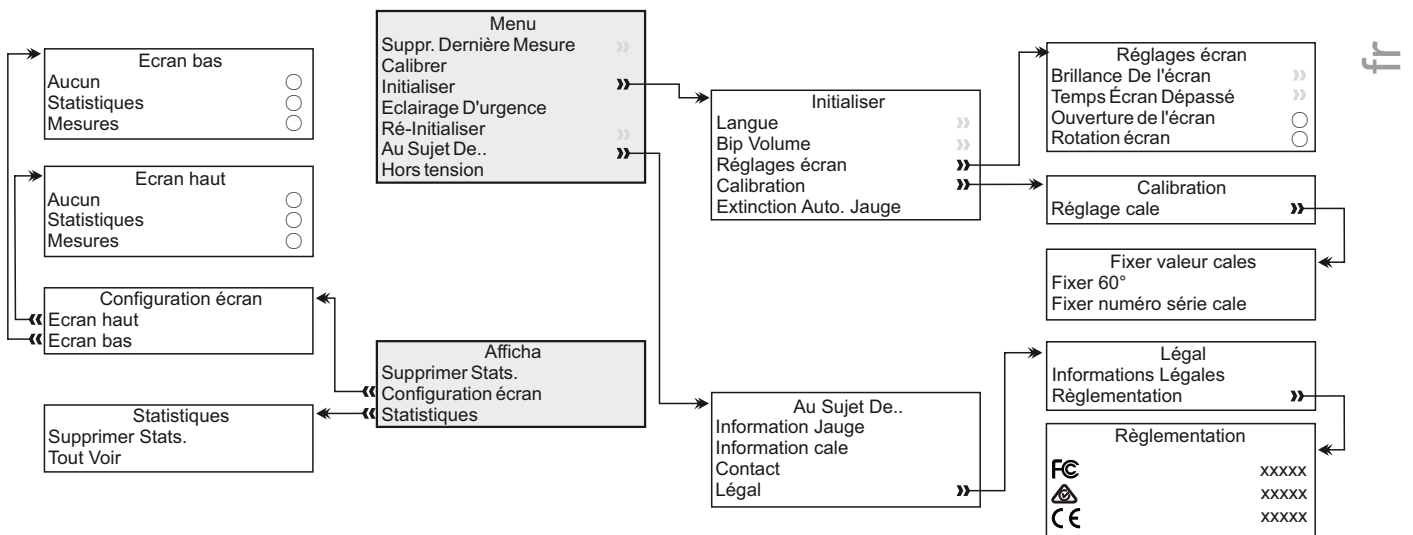 fr
Menu
Suppr. Dernière Mesure
Calibrer
Initialiser
Eclairage D'urgence
Ré-Initialiser
Au Sujet De..
Hors tension
Ecran bas
Aucun
Statistiques
Mesures
Ecran haut
Aucun
Statistiques
Mesures
Configuration écran
Ecran haut
Ecran bas
Statistiques
Supprimer Stats.
Tout Voir
Afficha
Supprimer Stats.
Configuration écran
Statistiques
Initialiser
Langue
Bip Volume
Réglages écran
Calibration
Extinction Auto. Jauge
Au Sujet De..
Information Jauge
Information cale
Contact
Légal
Réglages écran
Brillance De l'écran
Temps Écran Dépassé
Ouverture de l'écran
Rotation écran
Calibration
Réglage cale
Fixer valeur cales
Fixer 60°
Fixer numéro série cale
Légal
Informations Légales
Règlementation
Règlementation
FC xxxxx
xxxxx
CE xxxxx